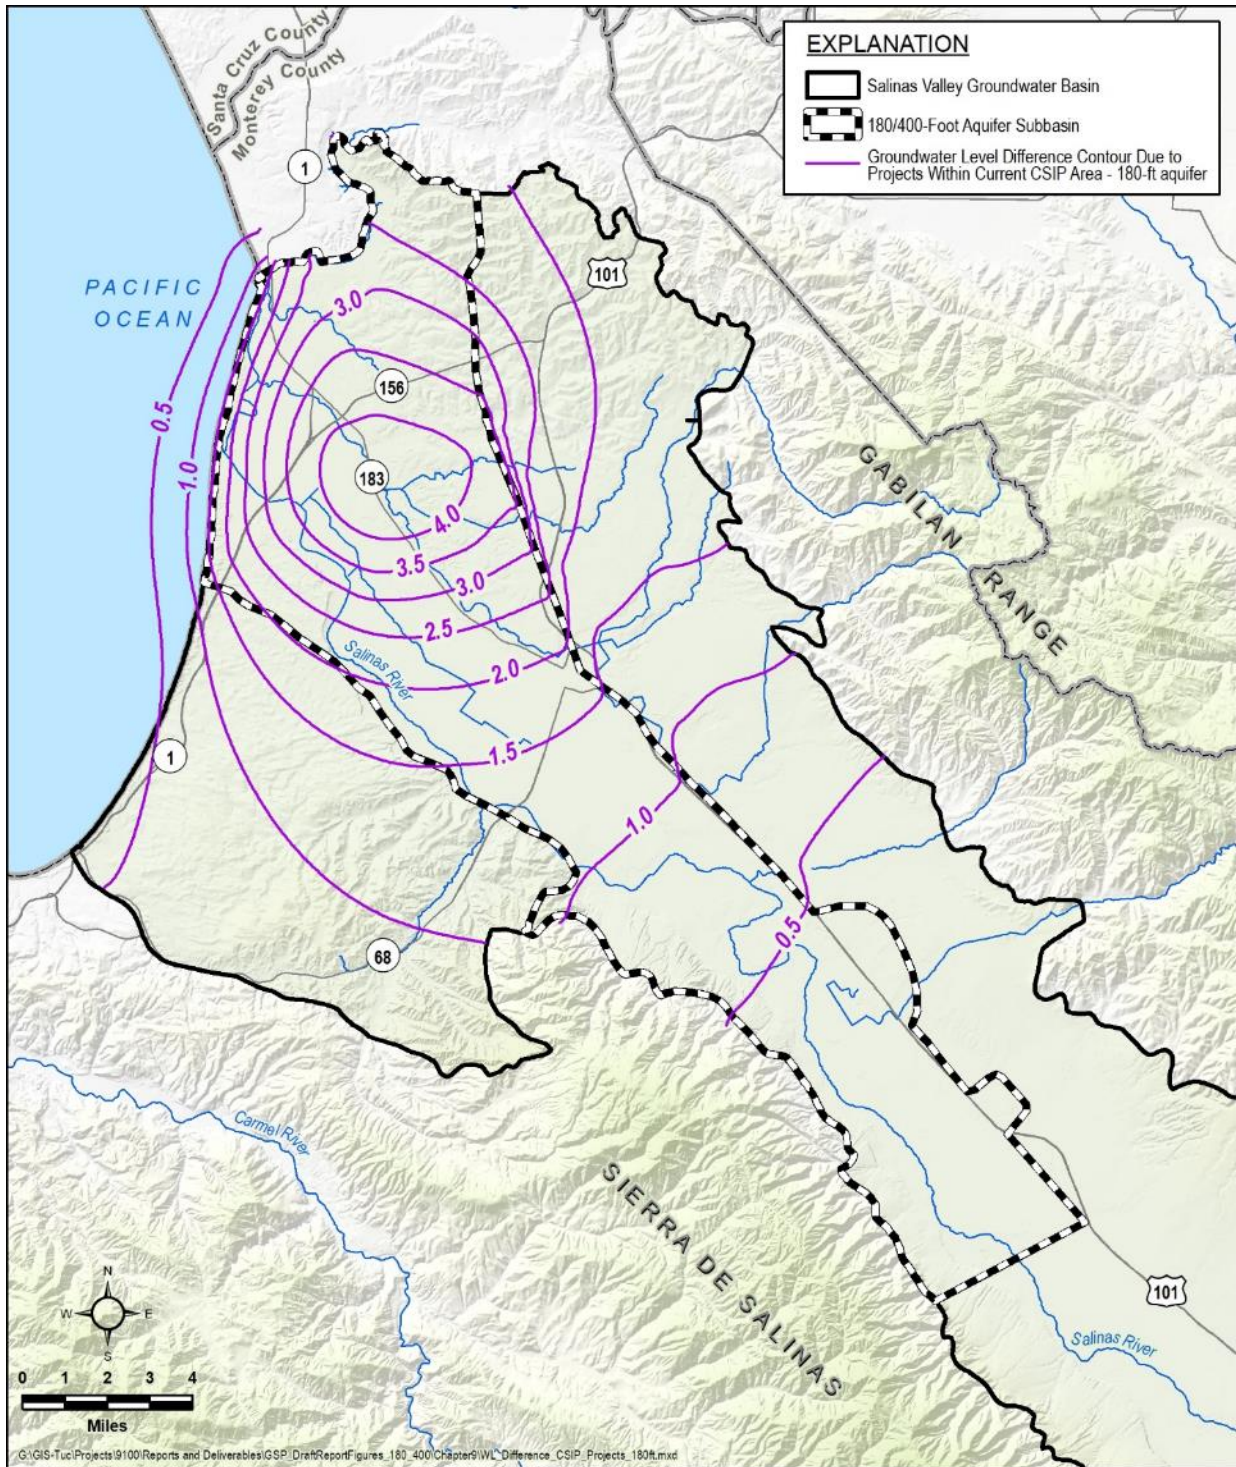 EXPLANATION
Salinas Valley Groundwater Basin
180/400-Foot Aquifer Subbasin
Groundwater Level Difference Contour Due to
Projects Within Current CSIP Area - 180-ft aquifer
Santa Cruz County
Monterey County
1
101
PACIFIC
OCEAN
3.0
156
0.5
1.0
183
4.0
3.5
3.0
2.5
2.0
1.5
1.0
0.5
GABILAN
RANGE
Salinas River
1
68
Carmel River
SIERRA DE SALINAS
101
Salinas River
N
W
E
S
0 1 2 3 4
Miles
G:\GIS-Tuc\Projects\9100\Reports and Deliverables\GSP_DraftReportFigures_180_400\Chapter9\WL_Difference_CSIP_Projects_180ft.mxd